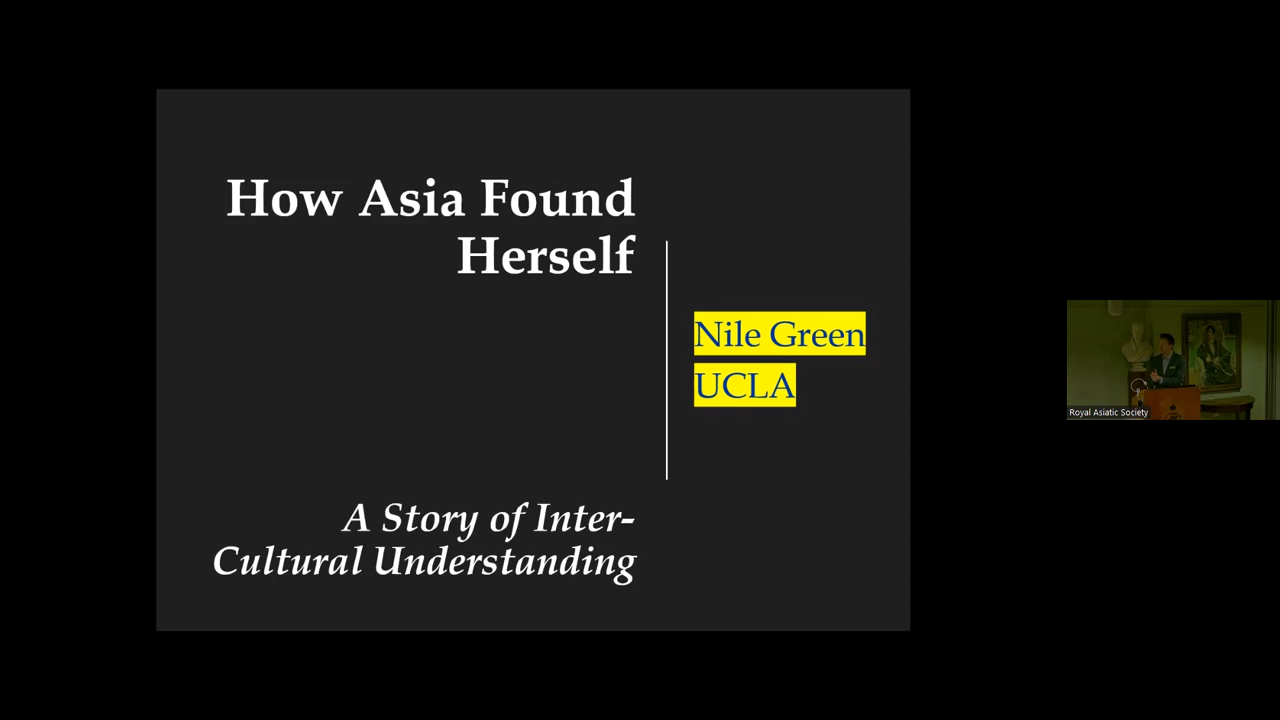 How Asia Found
Herself
Nile Green
UCLA
A Story of Inter-
Cultural Understanding
Royal Asiatic Society